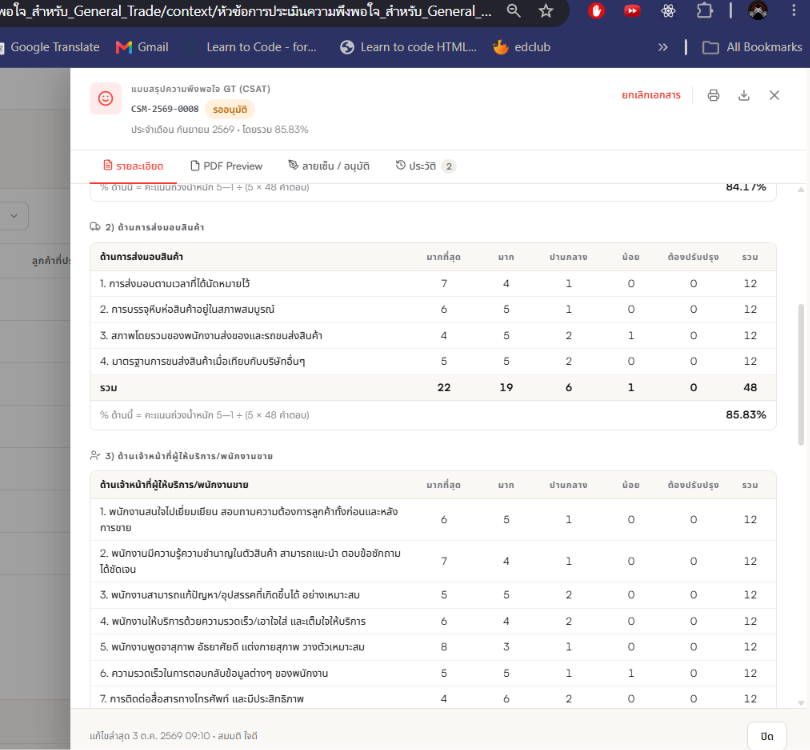 พอใจ_สำหรับ_General_Trade/context/หัวข้อการประเมินความพึงพอใจ_สำหรับ_General_...
Google Translate Gmail Learn to Code - for... Learn to code HTML... edclub » All Bookmarks
แบบสรุปความพึงพอใจ GT (CSAT)
CSM-2569-0008 รออนุมัติ
ประจำเดือน กันยายน 2569 · โดยรวม 85.83%
ยกเลิกเอกสาร
รายละเอียด PDF Preview ลายเซ็น / อนุมัติ ประวัติ 2
% ด้านนี้ = คะแนนถ่วงน้ำหนัก 5–1 ÷ (5 × 48 คำตอบ) 84.17%
2) ด้านการส่งมอบสินค้า
ด้านการส่งมอบสินค้า มากที่สุด มาก ปานกลาง น้อย ต้องปรับปรุง รวม
1. การส่งมอบตามเวลาที่ได้นัดหมายไว้ 7 4 1 0 0 12
2. การบรรจุหีบห่อสินค้าอยู่ในสภาพสมบูรณ์ 6 5 1 0 0 12
3. สภาพโดยรวมของพนักงานส่งของและรถขนส่งสินค้า 4 5 2 1 0 12
4. มาตรฐานการขนส่งสินค้าเมื่อเทียบกับบริษัทอื่นๆ 5 5 2 0 0 12
รวม 22 19 6 1 0 48
% ด้านนี้ = คะแนนถ่วงน้ำหนัก 5–1 ÷ (5 × 48 คำตอบ) 85.83%
3) ด้านเจ้าหน้าที่ผู้ให้บริการ/พนักงานขาย
ด้านเจ้าหน้าที่ผู้ให้บริการ/พนักงานขาย มากที่สุด มาก ปานกลาง น้อย ต้องปรับปรุง รวม
1. พนักงานสนใจไปเยี่ยมเยียน สอบถามความต้องการลูกค้าทั้งก่อนและหลัง
การขาย 6 5 1 0 0 12
2. พนักงานมีความรู้ความชำนาญในตัวสินค้า สามารถแนะนำ ตอบข้อซักถาม
ได้ชัดเจน 7 4 1 0 0 12
3. พนักงานสามารถแก้ปัญหา/อุปสรรคที่เกิดขึ้นได้ อย่างเหมาะสม 5 5 2 0 0 12
4. พนักงานให้บริการด้วยความรวดเร็ว/เอาใจใส่ และเต็มใจให้บริการ 6 4 2 0 0 12
5. พนักงานพูดจาสุภาพ อัธยาศัยดี แต่งกายสุภาพ วางตัวเหมาะสม 8 3 1 0 0 12
6. ความรวดเร็วในการตอบกลับข้อมูลต่างๆ ของพนักงาน 5 5 1 1 0 12
7. การติดต่อสื่อสารทางโทรศัพท์ และมีประสิทธิภาพ 4 6 2 0 0 12
แก้ไขล่าสุด 3 ต.ค. 2569 09:10 · สมมติ ใจดี
ปิด